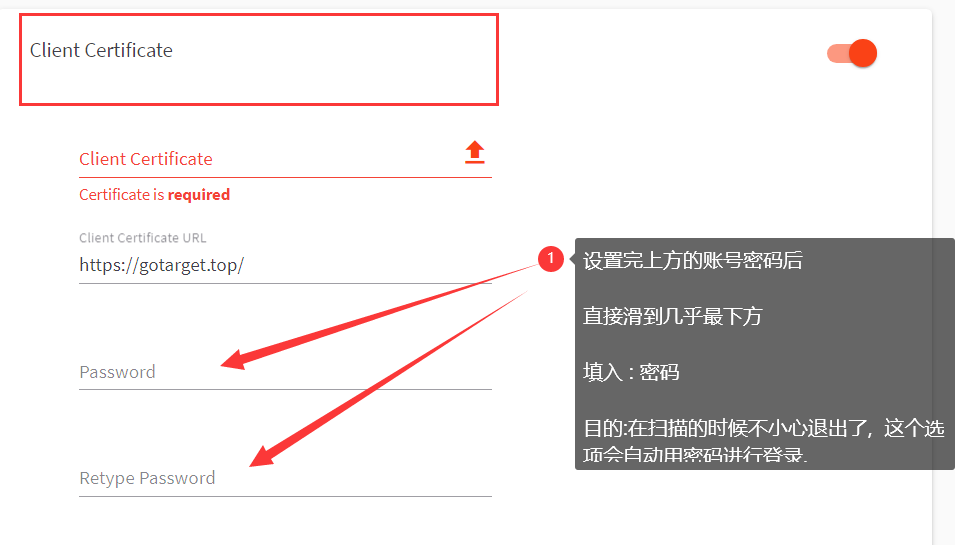 Client Certificate
Client Certificate
Certificate is required
Client Certificate URL
https://gotarget.top/
Password
Retype Password
1
设置完上方的账号密码后
直接滑到几乎最下方
填入：密码
目的:在扫描的时候不小心退出了，这个选
项会自动用密码进行登录.